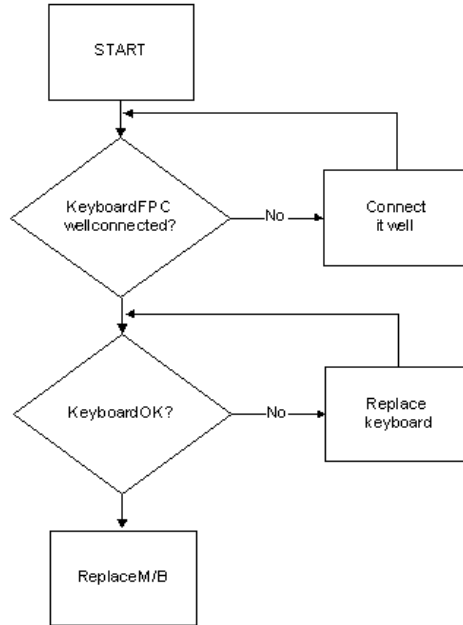 START
KeyboardFPC
wellconnected?
No
Connect
it well
KeyboardOK?
No
Replace
keyboard
ReplaceM/B